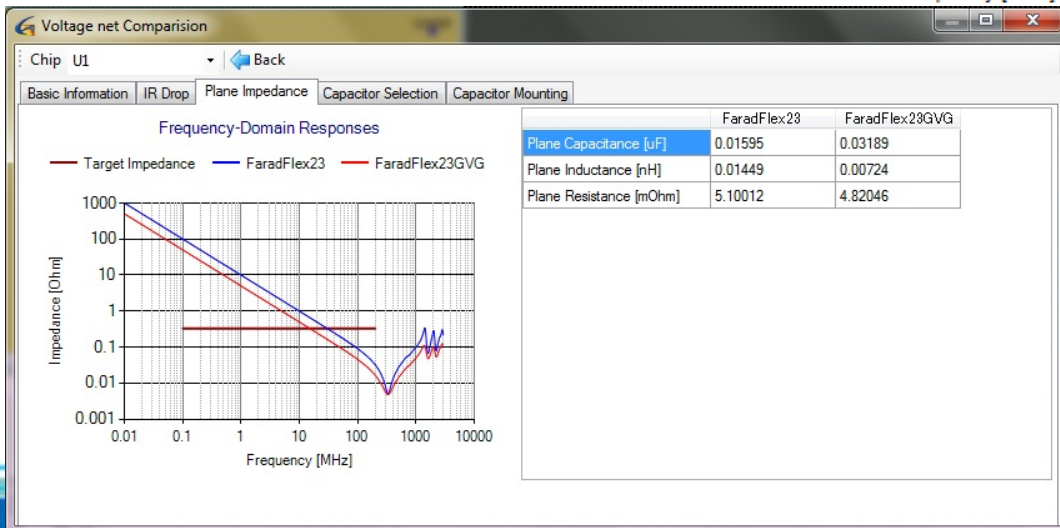 Voltage net Comparision
Chip U1 Back
Basic Information IR Drop Plane Impedance Capacitor Selection Capacitor Mounting
Frequency-Domain Responses
Target Impedance FaradFlex23 FaradFlex23GVG
1000
100
10
1
0.1
0.01
0.001
Impedance [Ohm]
0.01 0.1 1 10 100 1000 10000
Frequency [MHz]
FaradFlex23 FaradFlex23GVG
Plane Capacitance [uF] 0.01595 0.03189
Plane Inductance [nH] 0.01449 0.00724
Plane Resistance [mOhm] 5.10012 4.82046